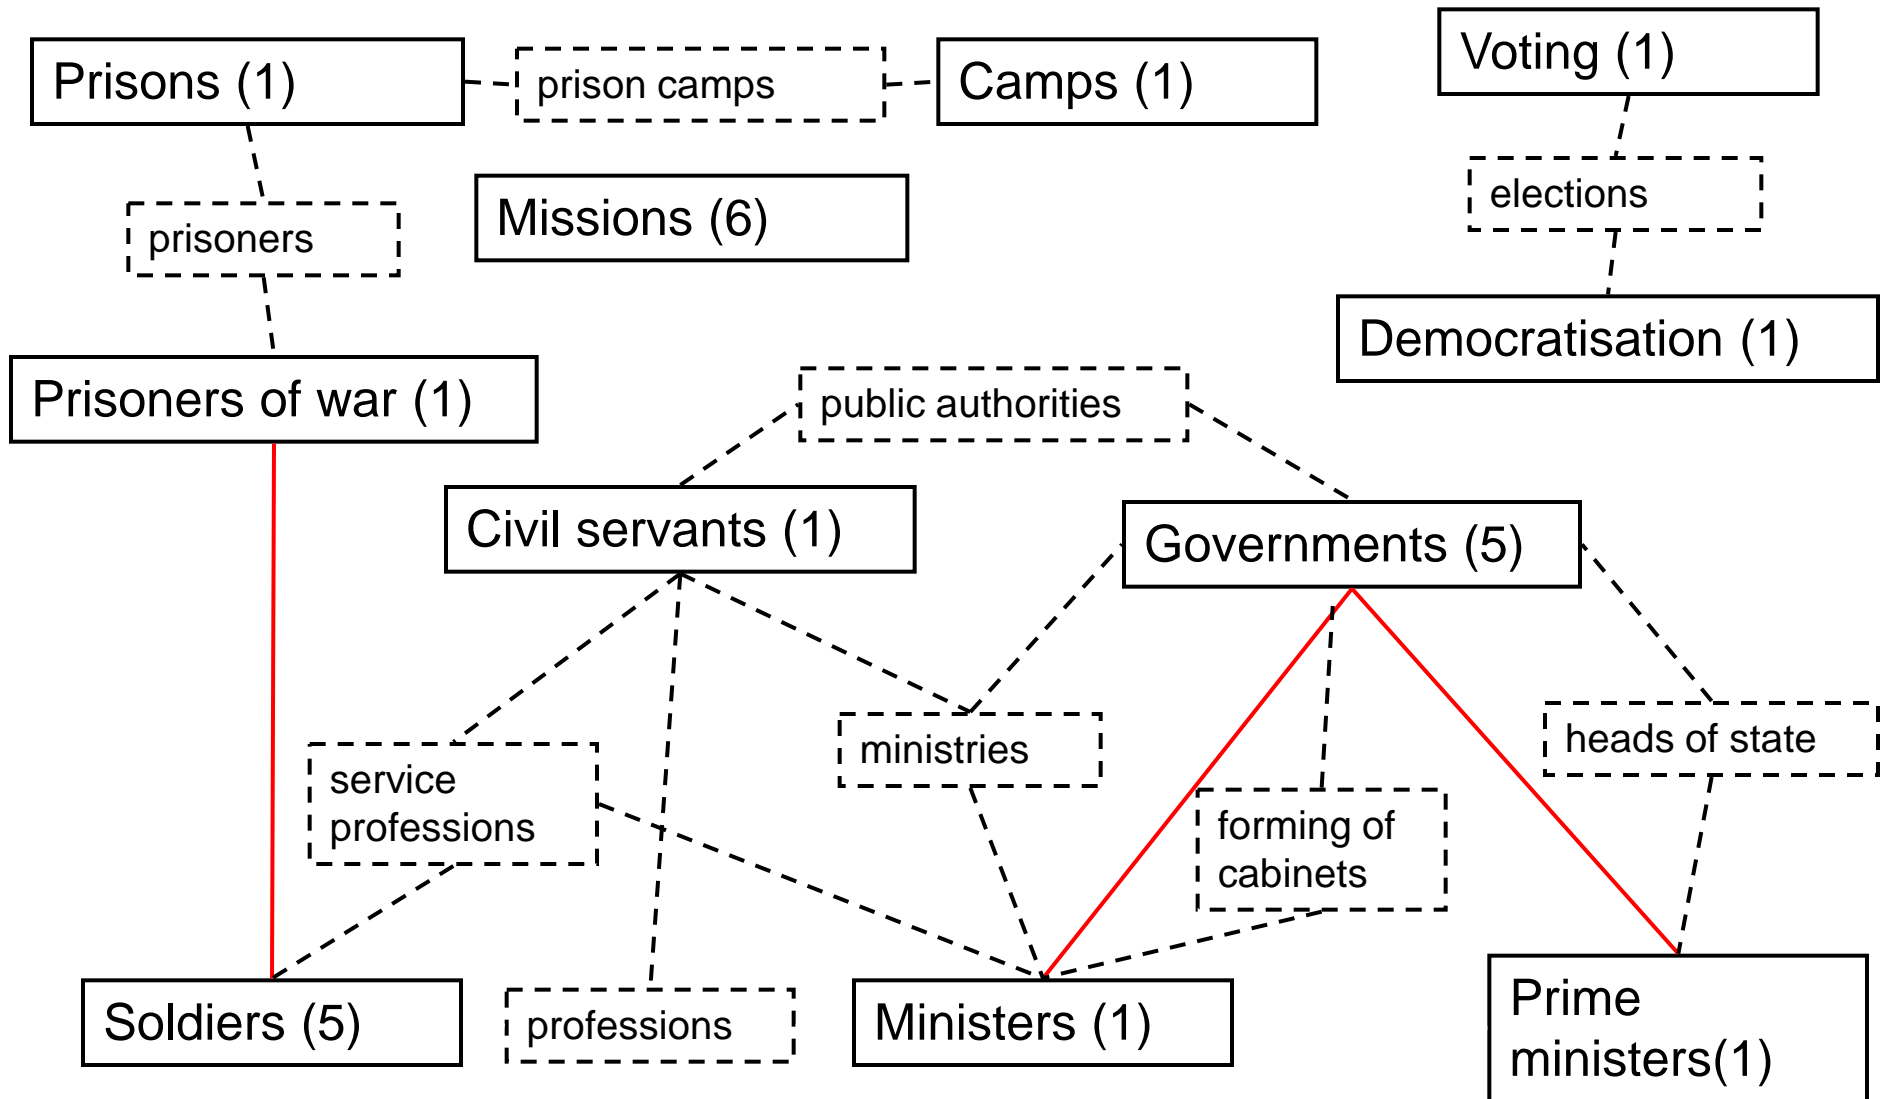 Prisons (1)
prison camps
Camps (1)
Voting (1)
prisoners
Missions (6)
elections
Democratisation (1)
Prisoners of war (1)
public authorities
Civil servants (1)
Governments (5)
service
professions
ministries
heads of state
forming of
cabinets
Soldiers (5)
professions
Ministers (1)
Prime
ministers(1)